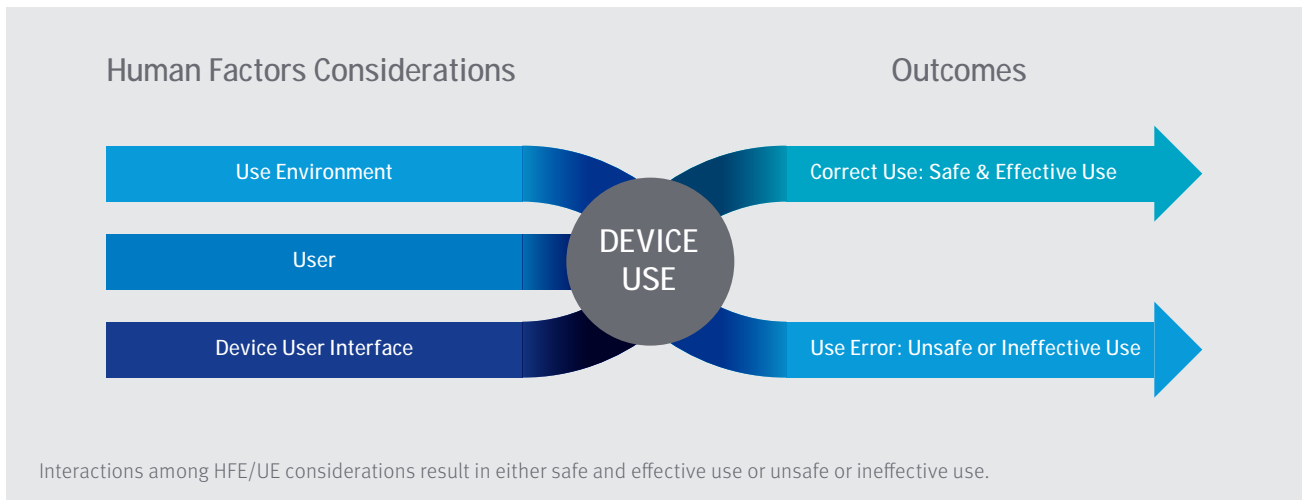 Human Factors Considerations
Outcomes
Use Environment
User
Device User Interface
DEVICE
USE
Correct Use: Safe & Effective Use
Use Error: Unsafe or Ineffective Use
Interactions among HFE/UE considerations result in either safe and effective use or unsafe or ineffective use.